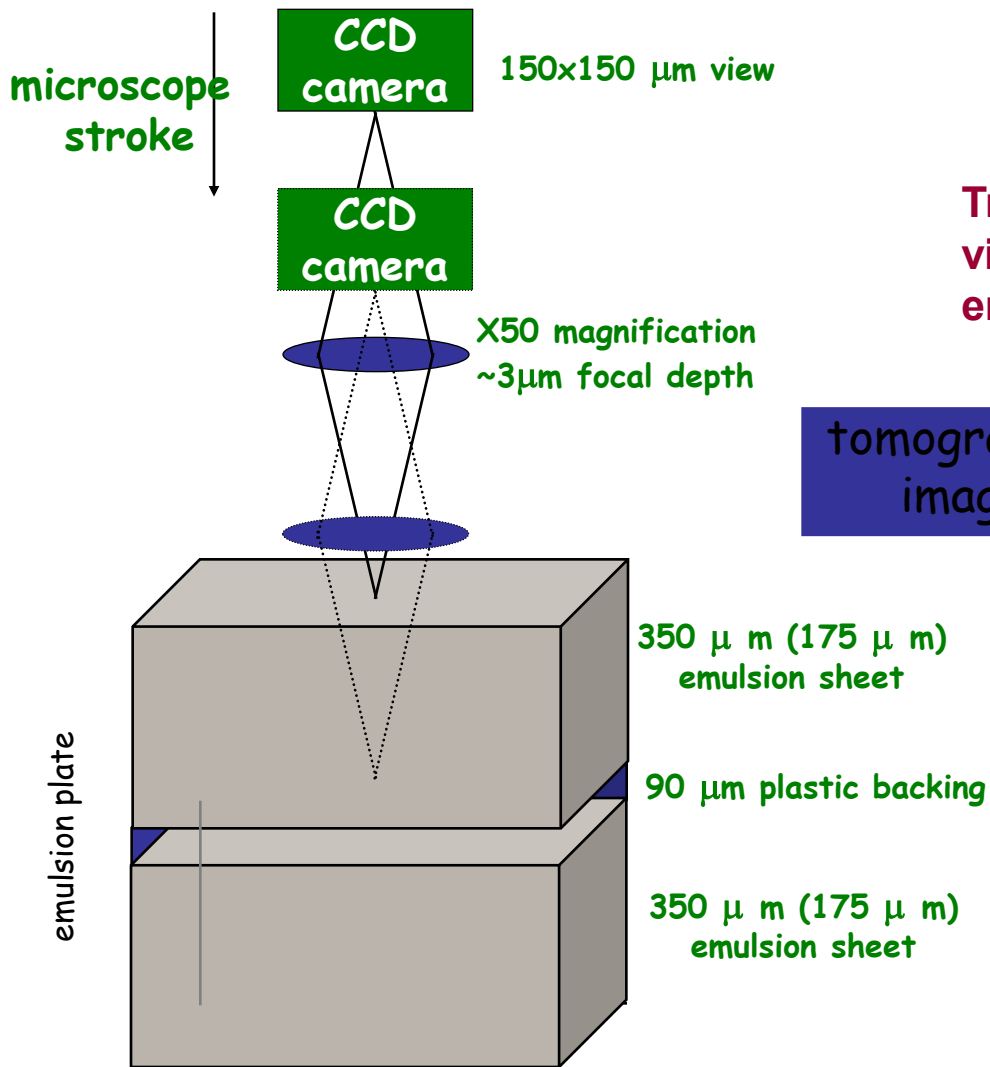 CCD
camera
150x150 μm view
microscope
stroke
CCD
camera
X50 magnification
~3μm focal depth
350 μ m (175 μ m)
emulsion sheet
90 μm plastic backing
emulsion plate
350 μ m (175 μ m)
emulsion sheet